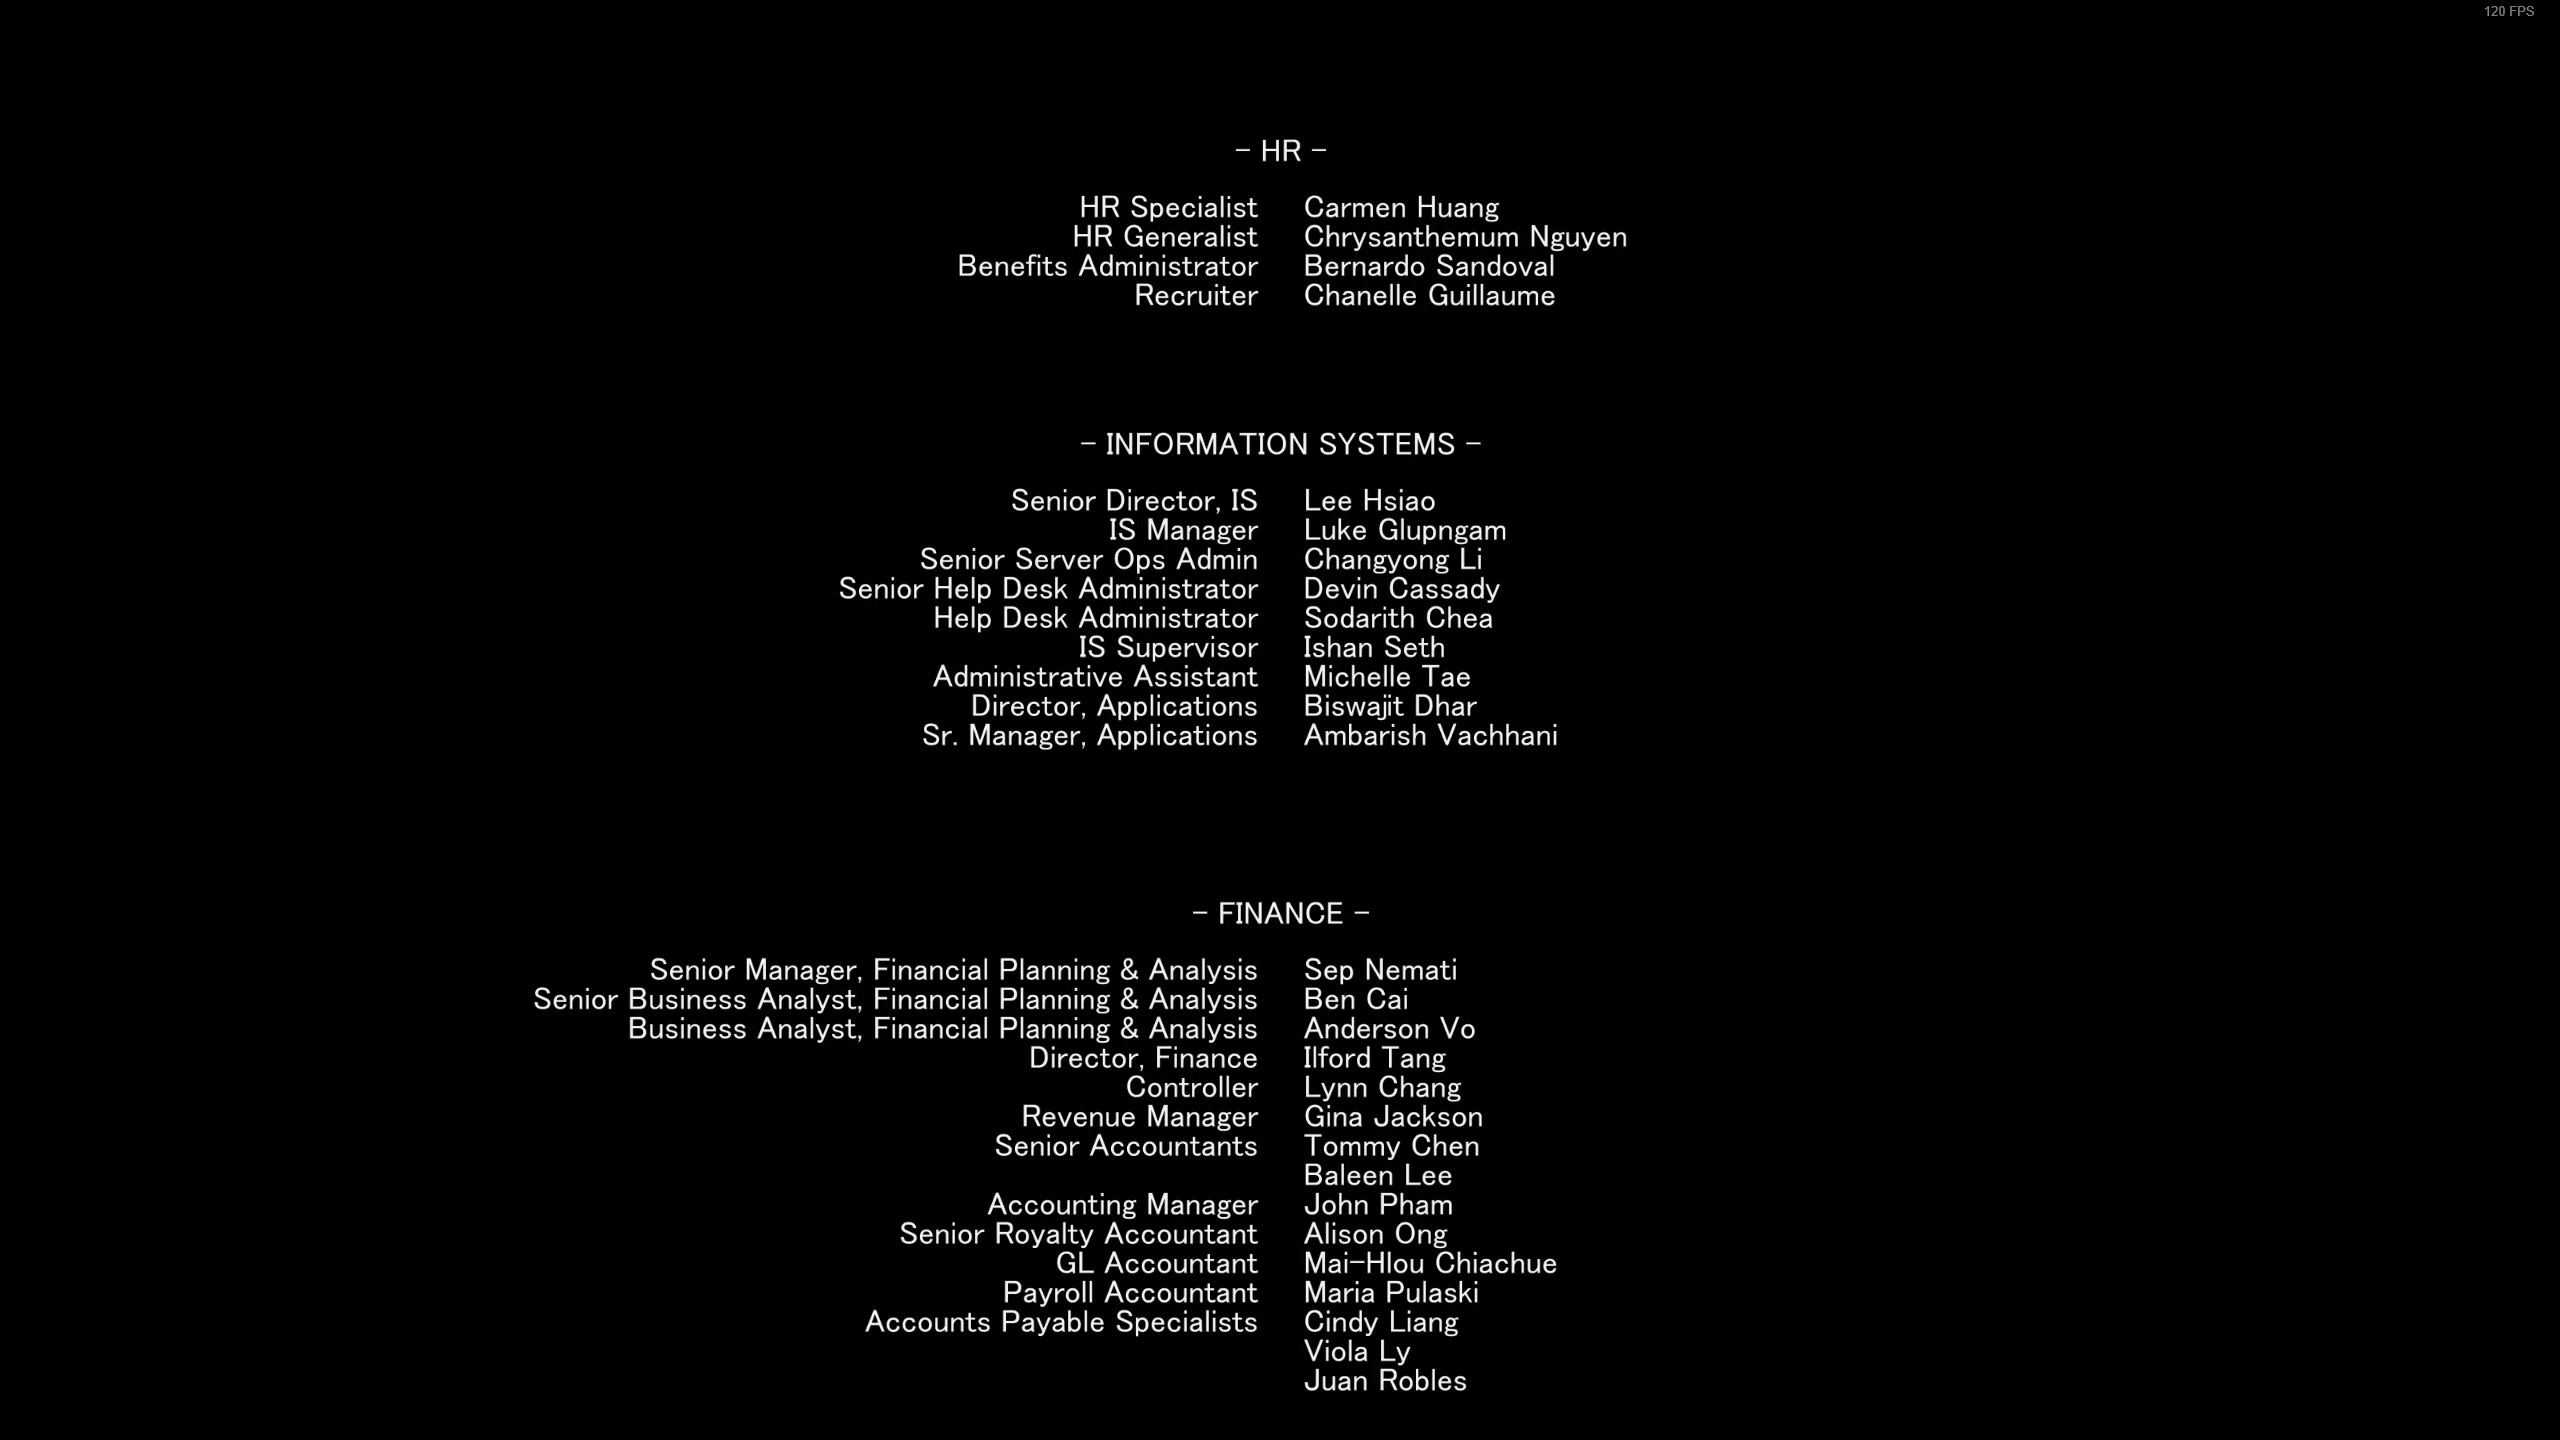 120 FPS
- HR -
HR Specialist Carmen Huang
HR Generalist Chrysanthemum Nguyen
Benefits Administrator Bernardo Sandoval
Recruiter Chanelle Guillaume
- INFORMATION SYSTEMS -
Senior Director, IS Lee Hsiao
IS Manager Luke Glupngam
Senior Server Ops Admin Changyong Li
Senior Help Desk Administrator Devin Cassady
Help Desk Administrator Sodarith Chea
IS Supervisor Ishan Seth
Administrative Assistant Michelle Tae
Director, Applications Biswajit Dhar
Sr. Manager, Applications Ambarish Vachhani
- FINANCE -
Senior Manager, Financial Planning & Analysis Sep Nemati
Senior Business Analyst, Financial Planning & Analysis Ben Cai
Business Analyst, Financial Planning & Analysis Anderson Vo
Director, Finance Ilford Tang
Controller Lynn Chang
Revenue Manager Gina Jackson
Senior Accountants Tommy Chen
Baleen Lee
Accounting Manager John Pham
Senior Royalty Accountant Alison Ong
GL Accountant Mai-Hlou Chiachue
Payroll Accountant Maria Pulaski
Accounts Payable Specialists Cindy Liang
Viola Ly
Juan Robles